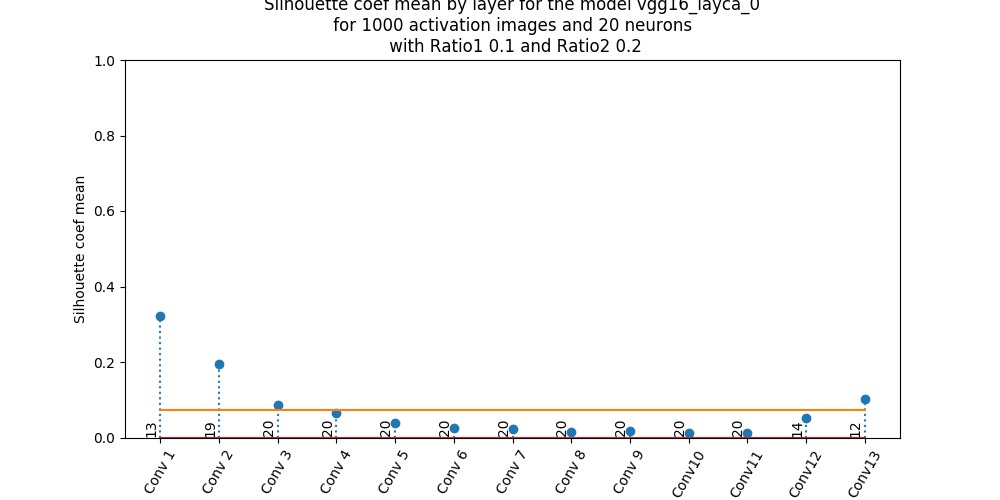 Silhouette coef mean by layer for the model vgg16_layca_0
for 1000 activation images and 20 neurons
with Ratio1 0.1 and Ratio2 0.2
1.0
0.8
0.6
0.4
0.2
0.0
Silhouette coef mean
13
19
20
20
20
20
20
20
20
20
20
14
12
Conv 1
Conv 2
Conv 3
Conv 4
Conv 5
Conv 6
Conv 7
Conv 8
Conv 9
Conv10
Conv11
Conv12
Conv13